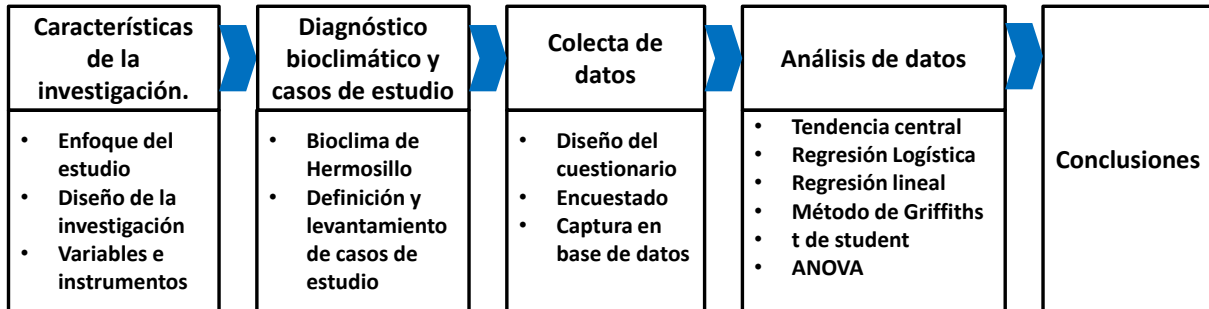 Características
de la
investigación.
• Enfoque del
estudio
• Diseño de la
investigación
• Variables e
instrumentos
Diagnóstico
bioclimático y
casos de estudio
• Bioclima de
Hermosillo
• Definición y
levantamiento
de casos de
estudio
Colecta de
datos
• Diseño del
cuestionario
• Encuestado
• Captura en
base de datos
Análisis de datos
• Tendencia central
• Regresión Logística
• Regresión lineal
• Método de Griffiths
• t de student
• ANOVA
Conclusiones